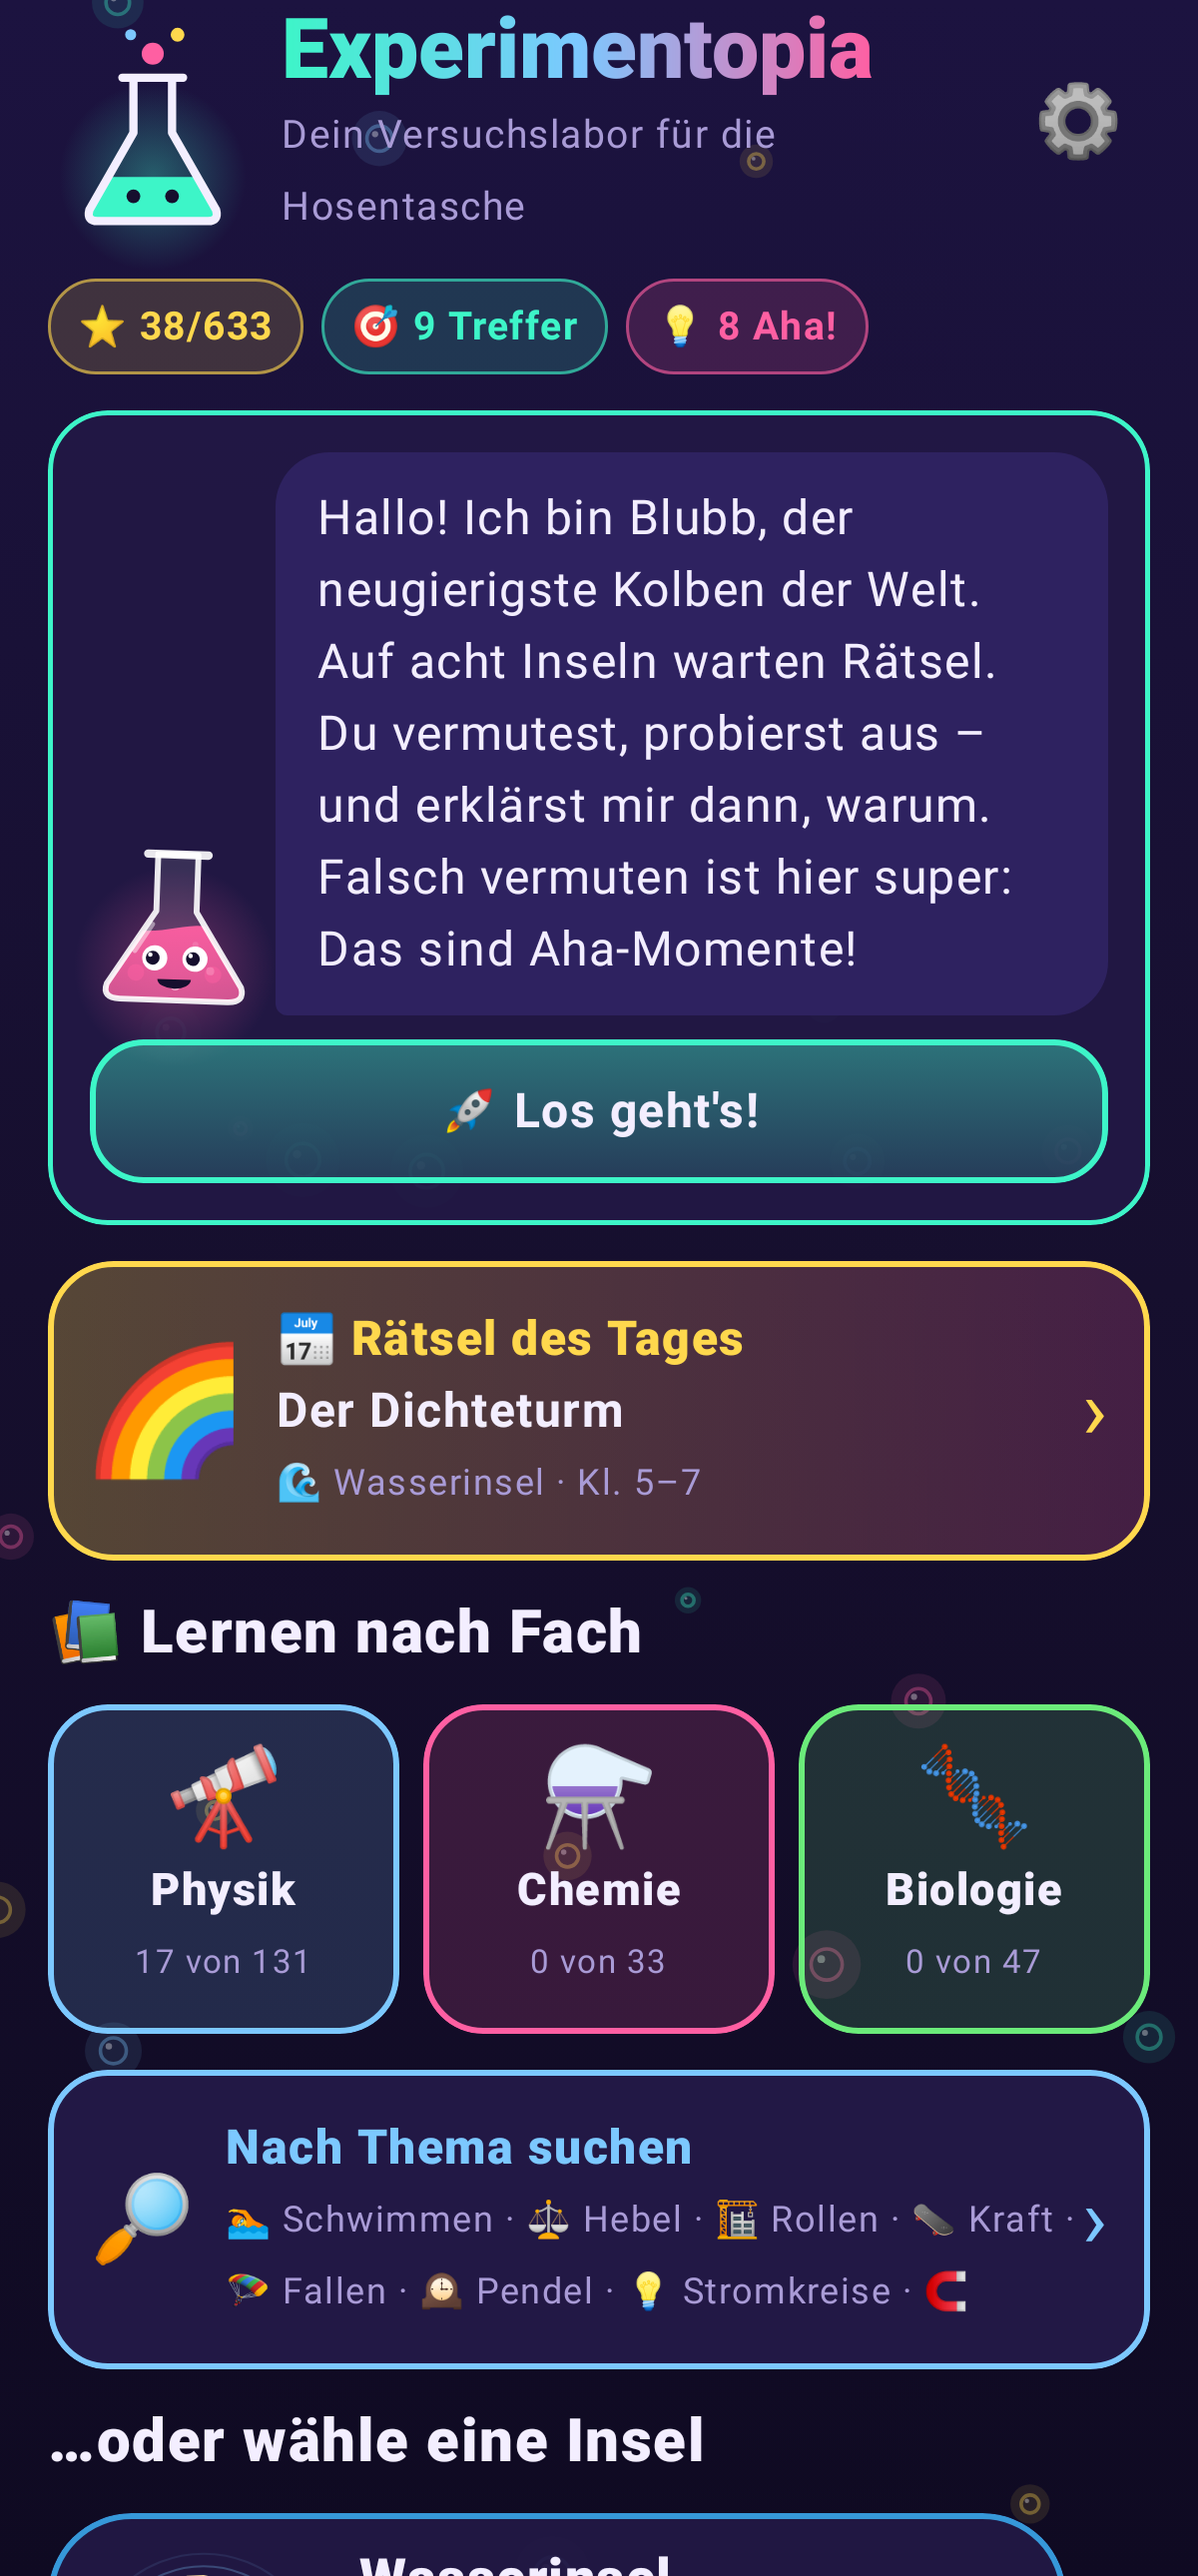 Experimentopia
Dein Versuchslabor für die
Hosentasche
⭐ 38/633
🎯 9 Treffer
💡 8 Aha!
Hallo! Ich bin Blubb, der
neugierigste Kolben der Welt.
Auf acht Inseln warten Rätsel.
Du vermutest, probierst aus –
und erklärst mir dann, warum.
Falsch vermuten ist hier super:
Das sind Aha-Momente!
🚀 Los geht's!
July
17
Rätsel des Tages
Der Dichteturm
🌊 Wasserinsel · Kl. 5–7
›
📚 Lernen nach Fach
Physik
17 von 131
Chemie
0 von 33
Biologie
0 von 47
Nach Thema suchen
🏊 Schwimmen · ⚖️ Hebel · 🏗️ Rollen · 🛹 Kraft ·
🪂 Fallen · 🕰️ Pendel · 💡 Stromkreise · 🧲
›
…oder wähle eine Insel
Wasserinsel